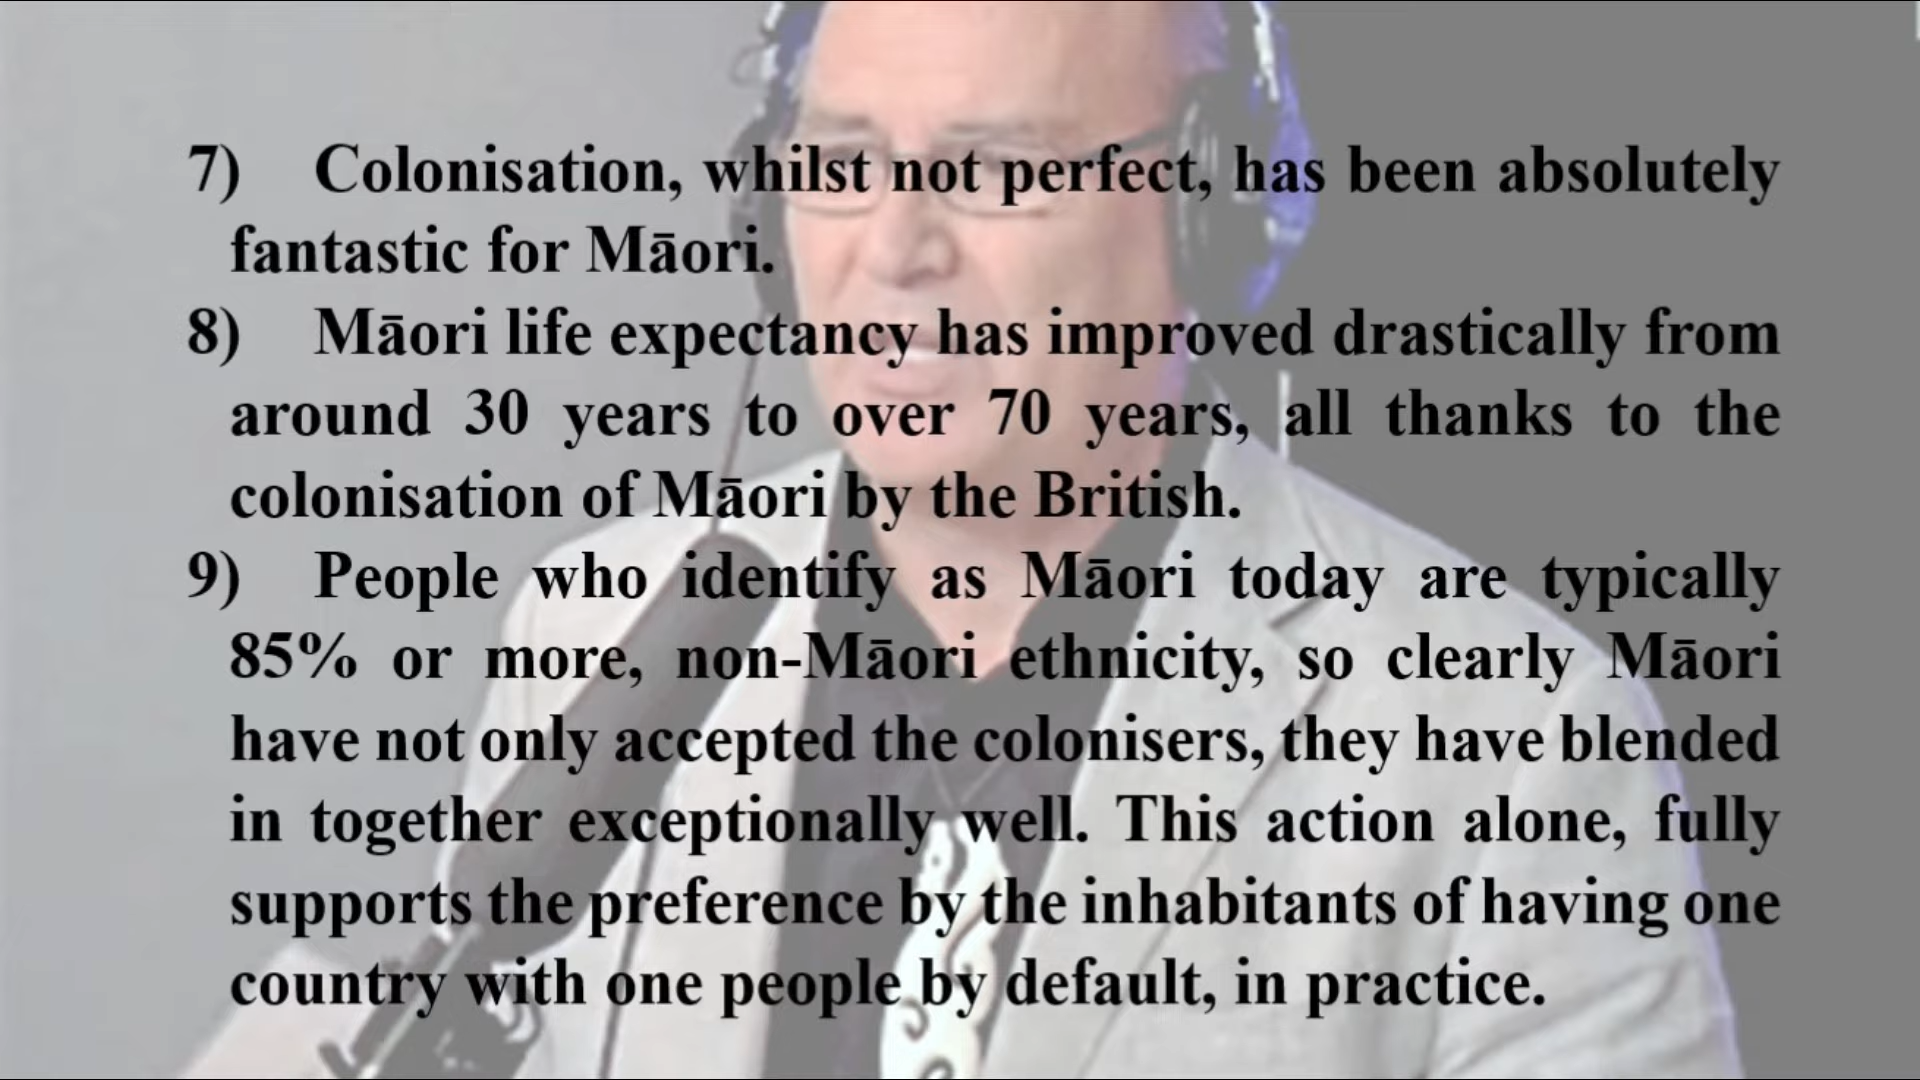 7) Colonisation, whilst not perfect, has been absolutely
fantastic for Māori.
8) Māori life expectancy has improved drastically from
around 30 years to over 70 years, all thanks to the
colonisation of Māori by the British.
9) People who identify as Māori today are typically
85% or more, non-Māori ethnicity, so clearly Māori
have not only accepted the colonisers, they have blended
in together exceptionally well. This action alone, fully
supports the preference by the inhabitants of having one
country with one people by default, in practice.